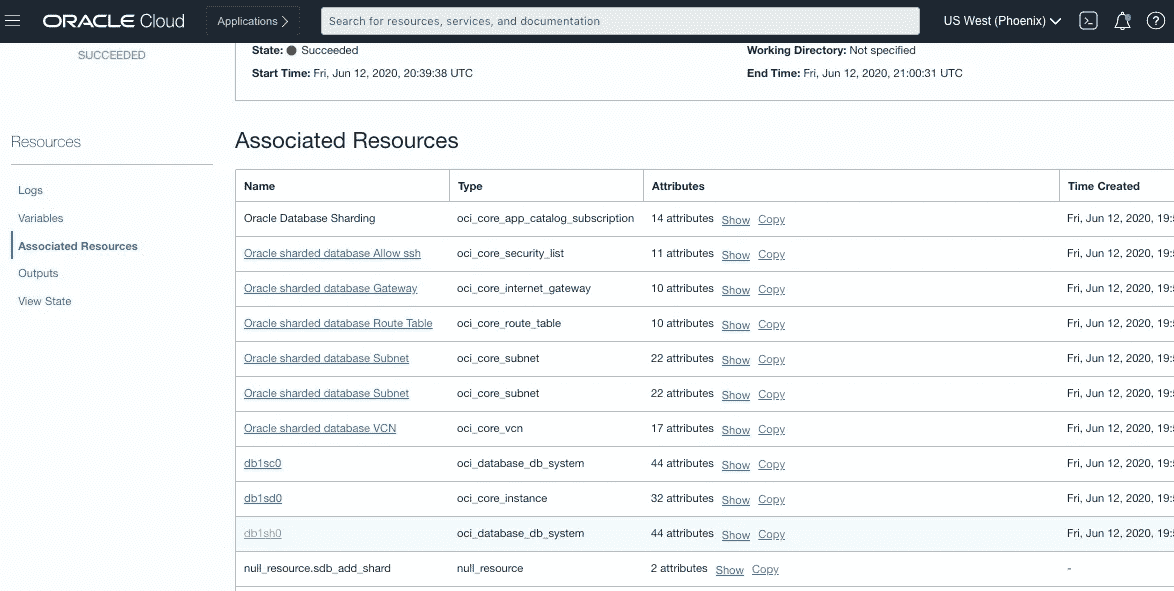 ORACLE Cloud Applications Search for resources, services, and documentation US West (Phoenix)
SUCCEEDED
State: Succeeded Working Directory: Not specified
Start Time: Fri, Jun 12, 2020, 20:39:38 UTC End Time: Fri, Jun 12, 2020, 21:00:31 UTC
Resources
Logs
Variables
Associated Resources
Outputs
View State
Associated Resources
Name Type Attributes Time Created
Oracle Database Sharding oci_core_app_catalog_subscription 14 attributes Show Copy Fri, Jun 12, 2020, 19:
Oracle sharded database Allow ssh oci_core_security_list 11 attributes Show Copy Fri, Jun 12, 2020, 19:
Oracle sharded database Gateway oci_core_internet_gateway 10 attributes Show Copy Fri, Jun 12, 2020, 19:
Oracle sharded database Route Table oci_core_route_table 10 attributes Show Copy Fri, Jun 12, 2020, 19:
Oracle sharded database Subnet oci_core_subnet 22 attributes Show Copy Fri, Jun 12, 2020, 19:
Oracle sharded database Subnet oci_core_subnet 22 attributes Show Copy Fri, Jun 12, 2020, 19:
Oracle sharded database VCN oci_core_vcn 17 attributes Show Copy Fri, Jun 12, 2020, 19:
db1sc0 oci_database_db_system 44 attributes Show Copy Fri, Jun 12, 2020, 19:
db1sd0 oci_core_instance 32 attributes Show Copy Fri, Jun 12, 2020, 19:
db1sh0 oci_database_db_system 44 attributes Show Copy Fri, Jun 12, 2020, 19:
null_resource.sdb_add_shard null_resource 2 attributes Show Copy -